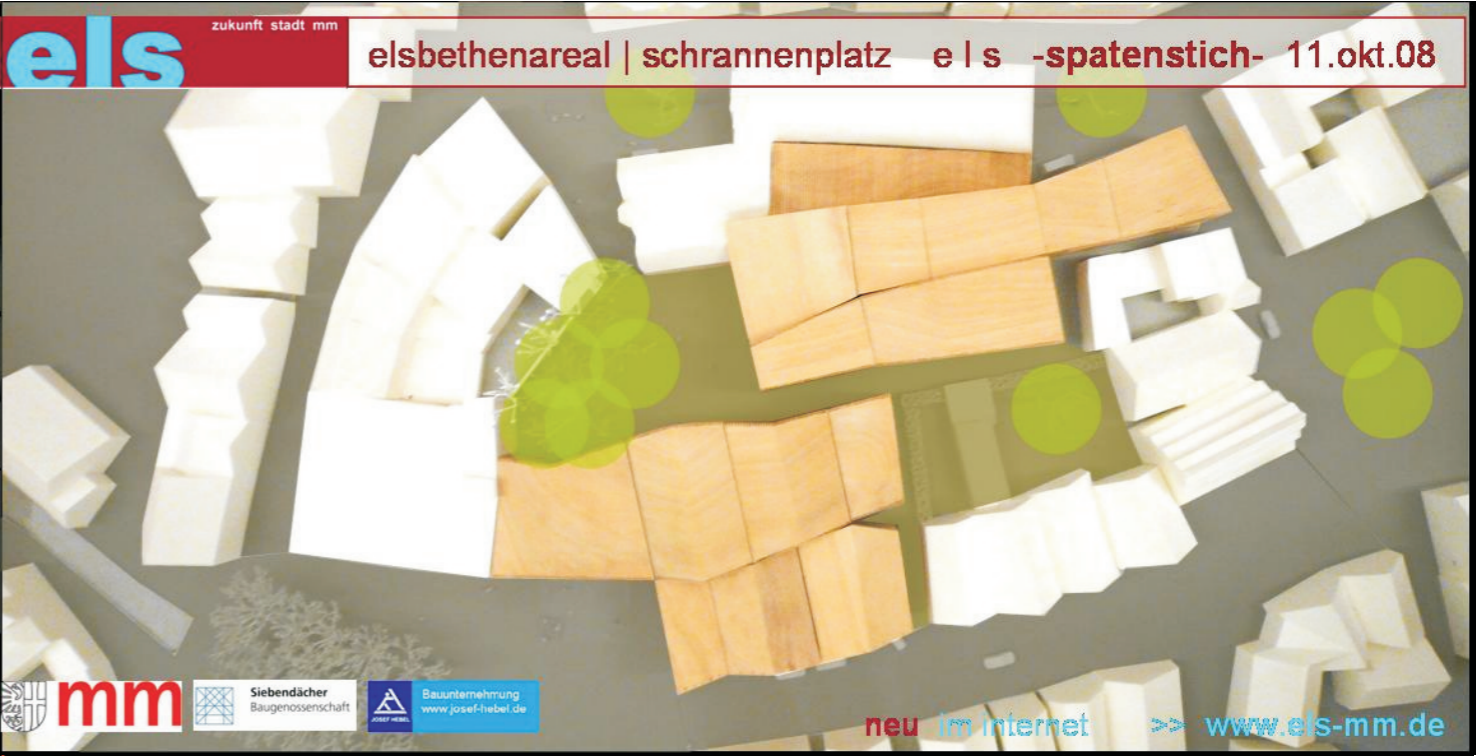 zukunft stadt mm
els
elsbethenareal | schrannenplatz e l s -spatenstich- 11.okt.08
mm
Siebendächer
Baugenossenschaft
JOSEF HEBEL
Bauunternehmung
www.josef-hebel.de
neu im internet >> www.els-mm.de